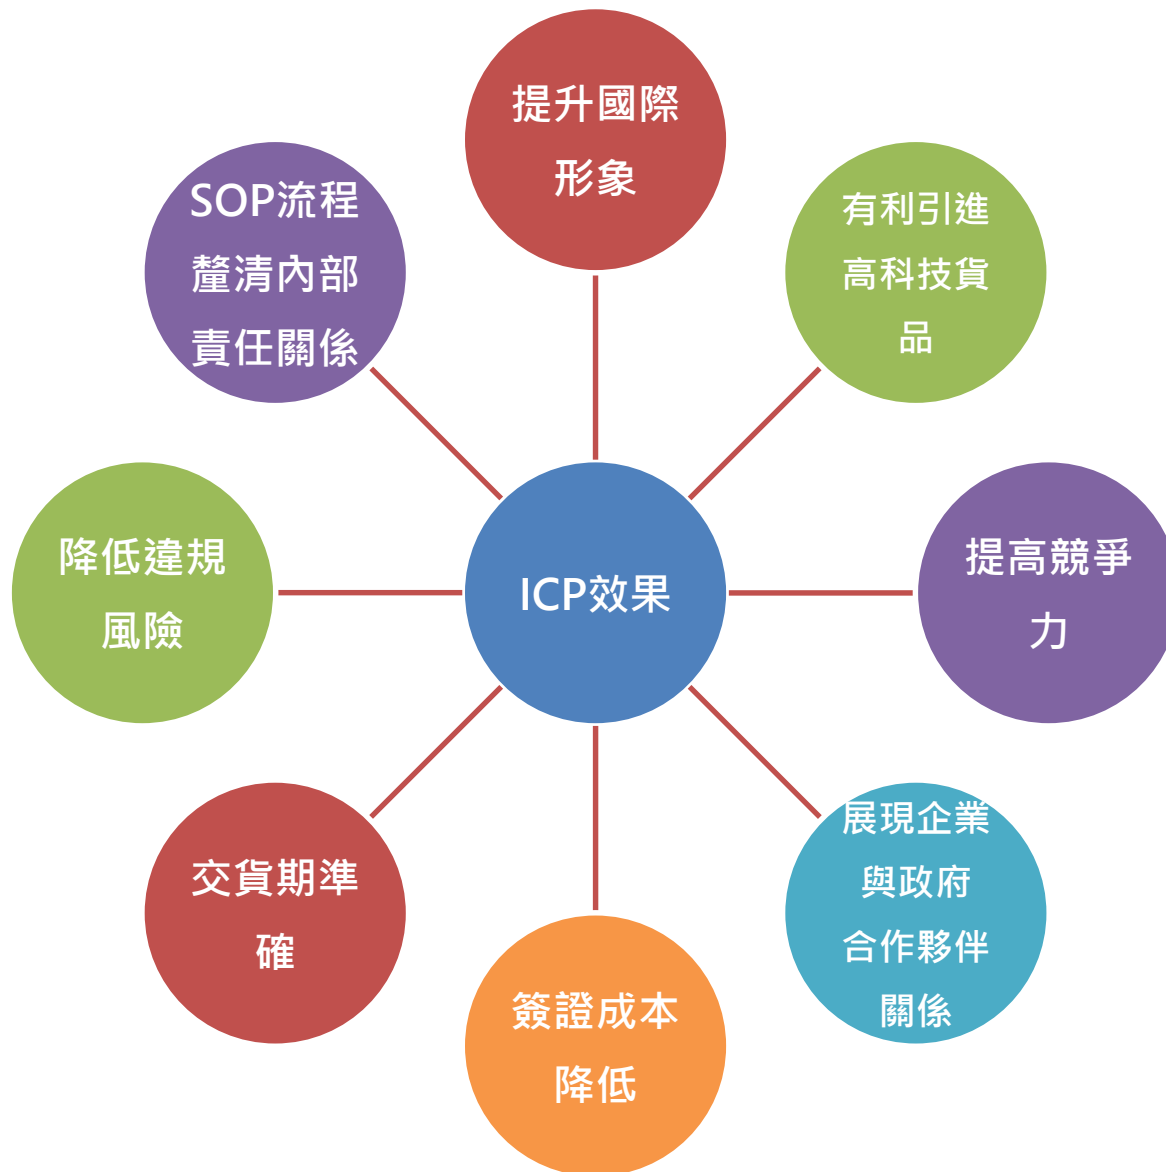 提升國際
形象
有利引進
高科技貨
品
提高競爭
力
展現企業
與政府
合作夥伴
關係
簽證成本
降低
交貨期準
確
降低違規
風險
SOP流程
釐清內部
責任關係
ICP效果